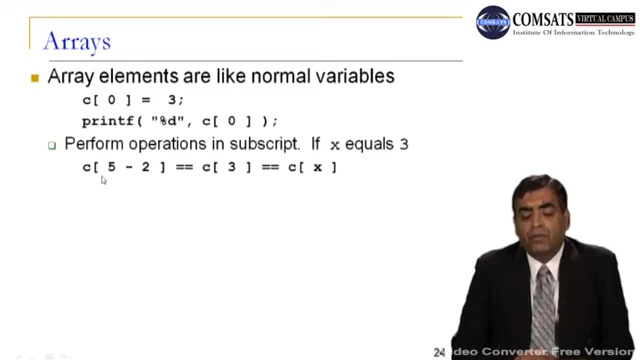 COMSATS
COMSATS
VIRTUAL CAMPUS
Institute Of Information Technology
Arrays
Array elements are like normal variables
c[ 0 ] = 3;
printf( "%d", c[ 0 ] );
Perform operations in subscript. If x equals 3
c[ 5 - 2 ] == c[ 3 ] == c[ x ]
24
ideo Converter Free Version